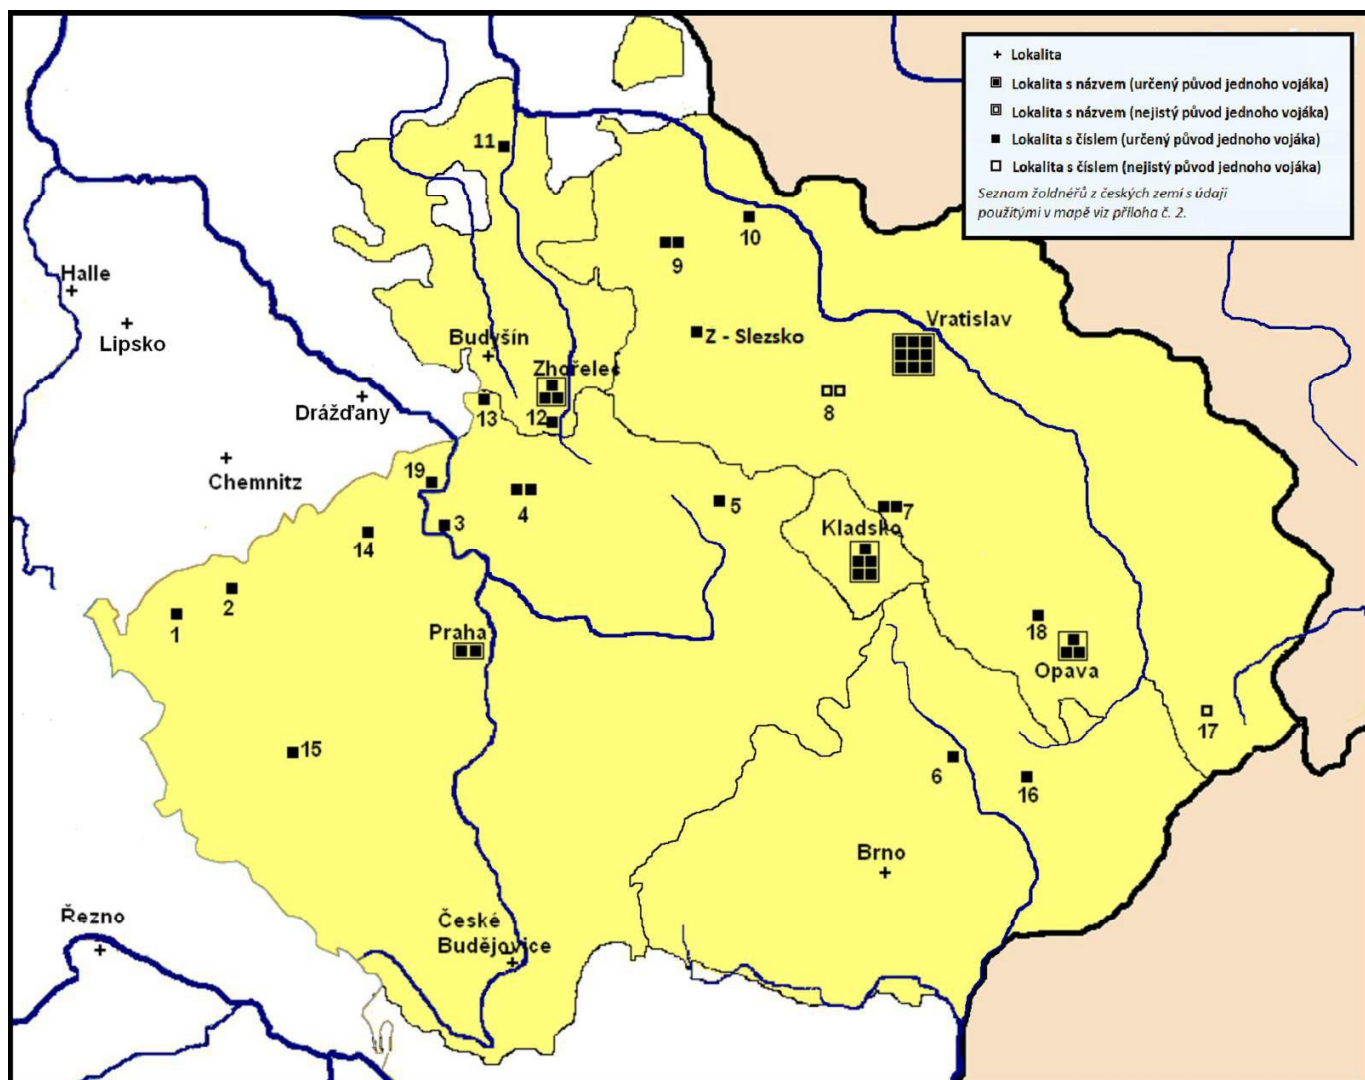 Lokalita
Lokalita s názvem (určený původ jednoho vojáka)
Lokalita s názvem (nejistý původ jednoho vojáka)
Lokalita s číslem (určený původ jednoho vojáka)
Lokalita s číslem (nejistý původ jednoho vojáka)
Seznam žoldnéřů z českých zemí s údaji
použitými v mapě viz příloha č. 2.
11
10
9
Halle
Lipsko
Budyšín
Z - Slezsko
Vratislav
Zhořelec
Drážďany
13
12
8
Chemnitz
19
4
5
3
7
Kladsko
14
2
1
Praha
18
Opava
17
15
6
16
Brno
Řezno
České
Budějovice